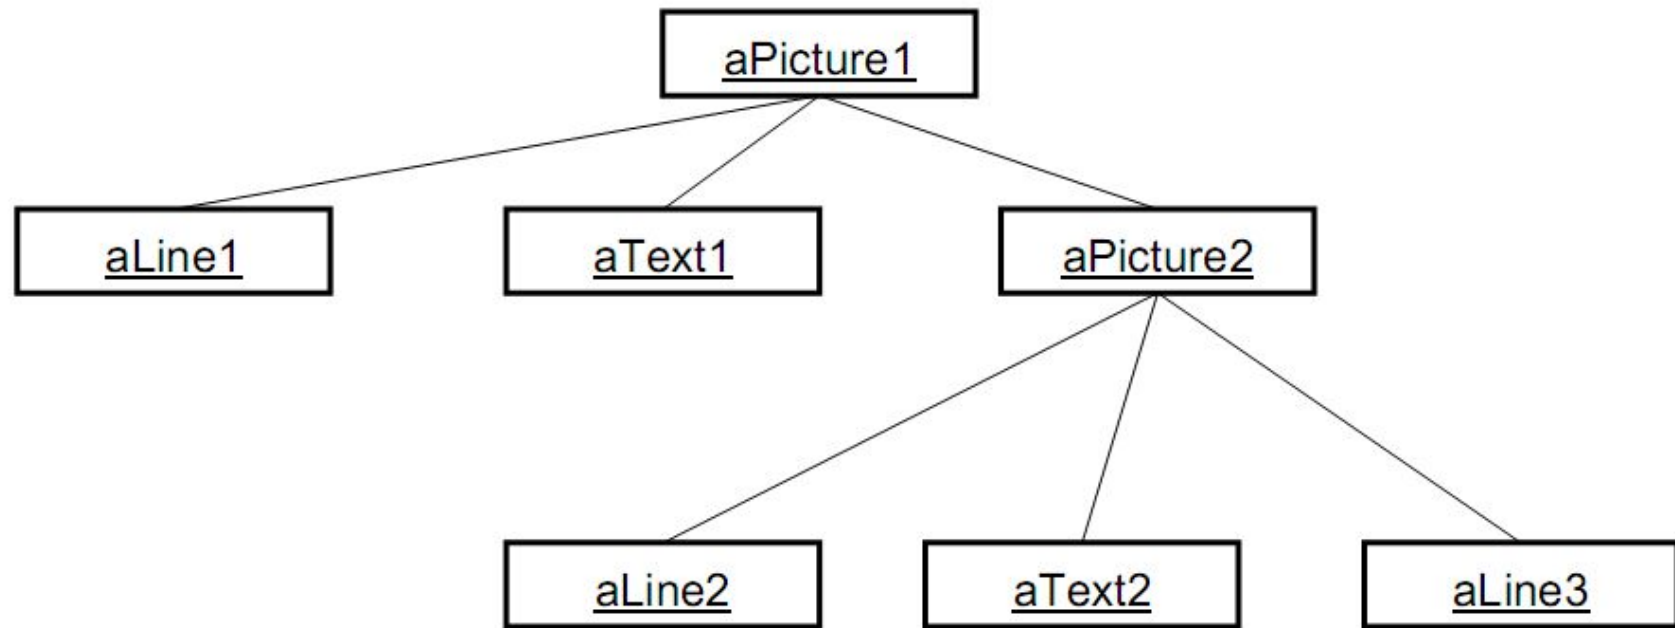 aPicture1
aLine1
aText1
aPicture2
aLine2
aText2
aLine3